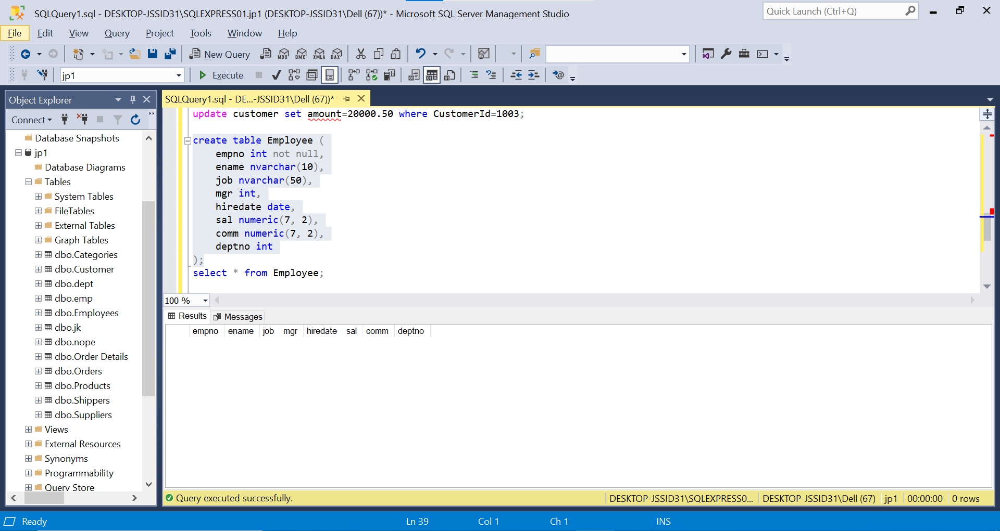 SQLQuery1.sql - DESKTOP-JSSID31\SQLEXPRESS01.jp1 (DESKTOP-JSSID31\Dell (67))* - Microsoft SQL Server Management Studio
Quick Launch (Ctrl+Q)
File Edit View Query Project Tools Window Help
New Query MDX DMX XMLA DAX
jp1 Execute
Object Explorer
Connect
Database Snapshots
jp1
Database Diagrams
Tables
System Tables
FileTables
External Tables
Graph Tables
dbo.Categories
dbo.Customer
dbo.dept
dbo.emp
dbo.Employees
dbo.jk
dbo.nope
dbo.Order Details
dbo.Orders
dbo.Products
dbo.Shippers
dbo.Suppliers
Views
External Resources
Synonyms
Programmability
Query Store
SQLQuery1.sql - DE...-JSSID31\Dell (67))*
update customer set amount=20000.50 where CustomerId=1003;
create table Employee (
empno int not null,
ename nvarchar(10),
job nvarchar(50),
mgr int,
hiredate date,
sal numeric(7, 2),
comm numeric(7, 2),
deptno int
);
select * from Employee;
100 %
Results Messages
empno ename job mgr hiredate sal comm deptno
Query executed successfully. DESKTOP-JSSID31\SQLEXPRESS0... DESKTOP-JSSID31\Dell (67) jp1 00:00:00 0 rows
Ready Ln 39 Col 1 Ch 1 INS